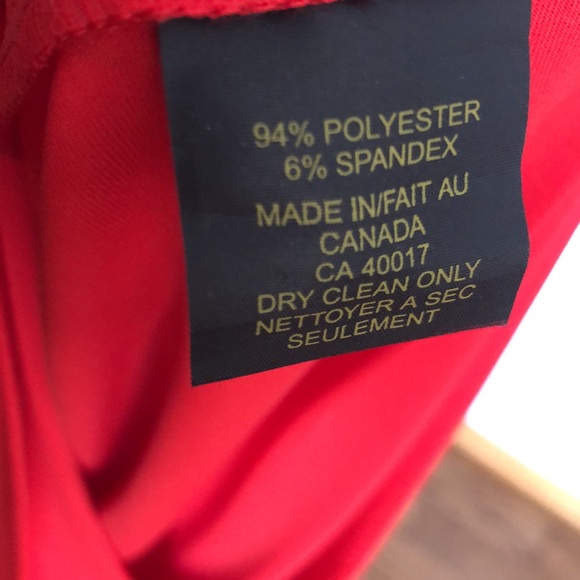 94% POLYESTER
6% SPANDEX
MADE IN/FAIT AU
CANADA
CA 40017
DRY CLEAN ONLY
NETTOYER A SEC
SEULEMENT